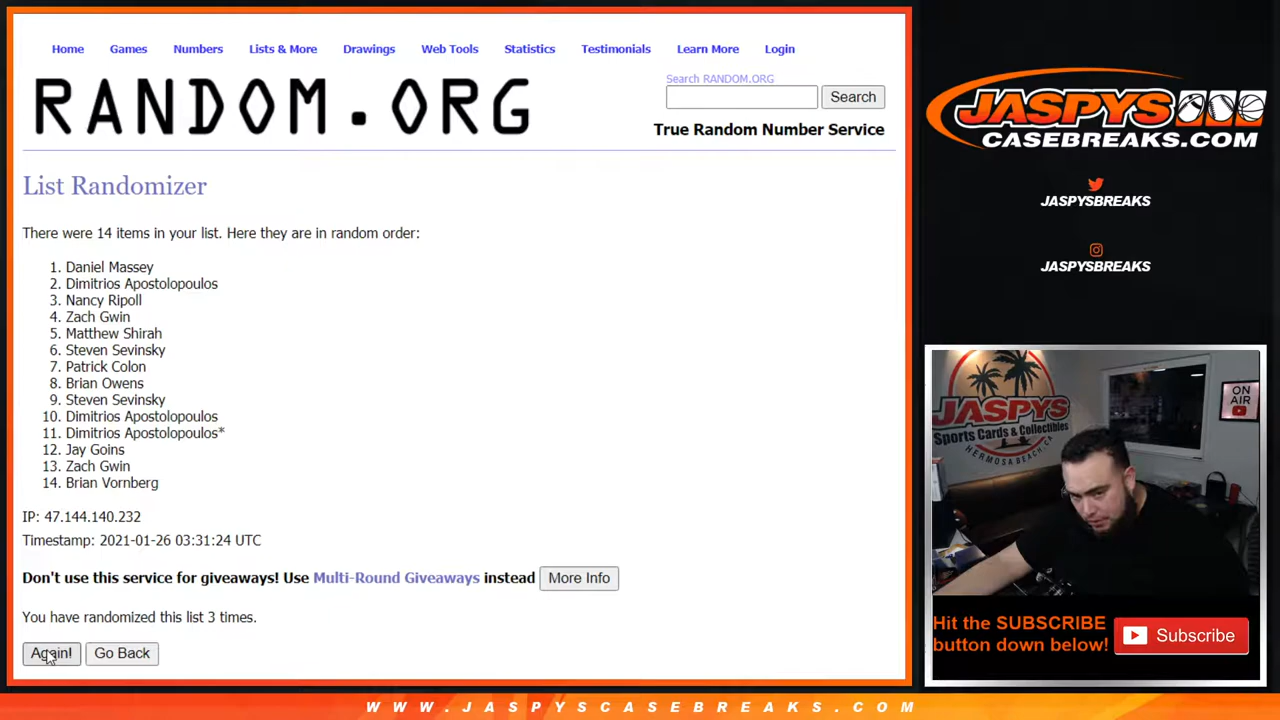 Home Games Numbers Lists & More Drawings Web Tools Statistics Testimonials Learn More Login
RANDOM.ORG
Search RANDOM.ORG
Search
True Random Number Service
List Randomizer
There were 14 items in your list. Here they are in random order:
1. Daniel Massey
2. Dimitrios Apostolopoulos
3. Nancy Ripoll
4. Zach Gwin
5. Matthew Shirah
6. Steven Sevinsky
7. Patrick Colon
8. Brian Owens
9. Steven Sevinsky
10. Dimitrios Apostolopoulos
11. Dimitrios Apostolopoulos*
12. Jay Goins
13. Zach Gwin
14. Brian Vornberg
IP: 47.144.140.232
Timestamp: 2021-01-26 03:31:24 UTC
Don't use this service for giveaways! Use Multi-Round Giveaways instead More Info
You have randomized this list 3 times.
Again! Go Back
JASPYS
CASEBREAKS.COM
JASPYSBREAKS
JASPYSBREAKS
JASPYS
Sports Cards & Collectibles
HERMOSA BEACH, CA
ON
AIR
Hit the SUBSCRIBE
button down below!
Subscribe
WWW.JASPYSCASEBREAKS.COM